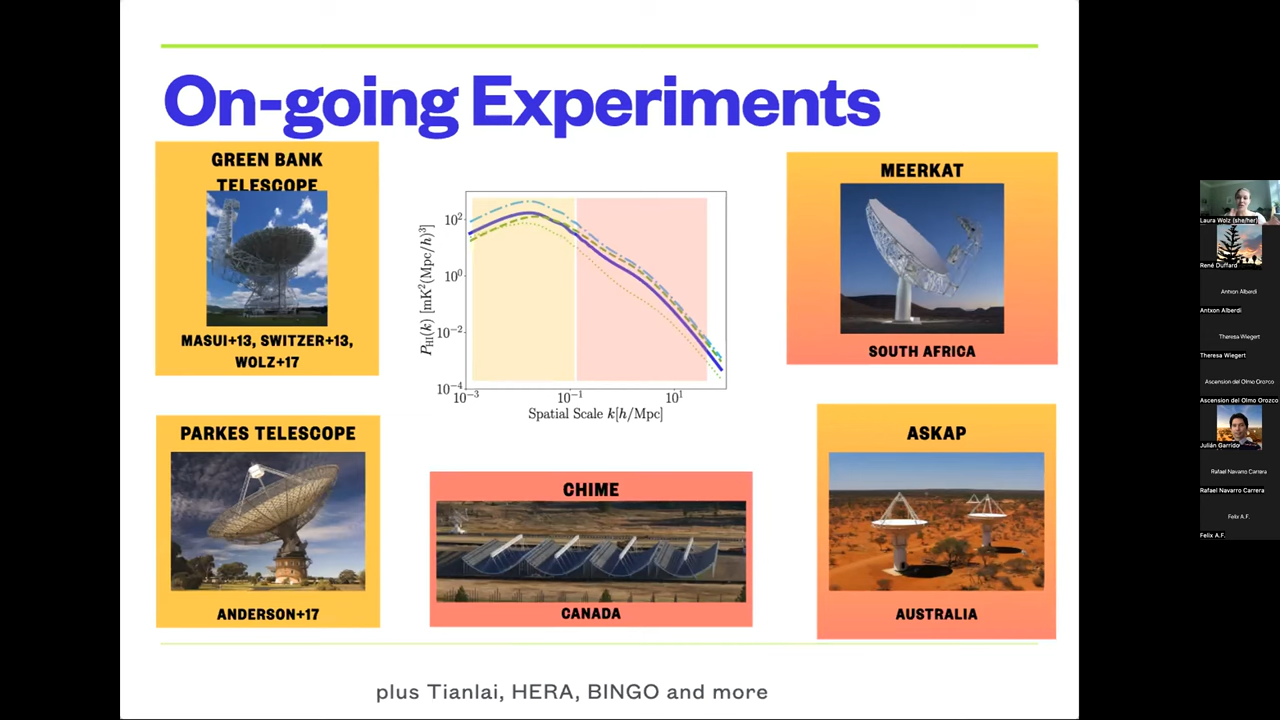 On-going Experiments
GREEN BANK
TELESCOPE
MASUI+13, SWITZER+13,
WOLZ+17
PARKES TELESCOPE
ANDERSON+17
10²
10⁰
10⁻²
10⁻⁴
P_HI(k) [mK²(Mpc/h)³]
10⁻³
10⁻¹
10¹
Spatial Scale k[h/Mpc]
CHIME
CANADA
MEERKAT
SOUTH AFRICA
ASKAP
AUSTRALIA
plus Tianlai, HERA, BINGO and more
Laura Wolz (she/her)
René Duffard
Antxon Alberdi
Antxon Alberdi
Theresa Wiegert
Theresa Wiegert
Ascension del Olmo Orozco
Ascension del Olmo Orozco
Julián Garrido
Rafael Navarro Carrera
Rafael Navarro Carrera
Felix A.F.
Felix A.F.